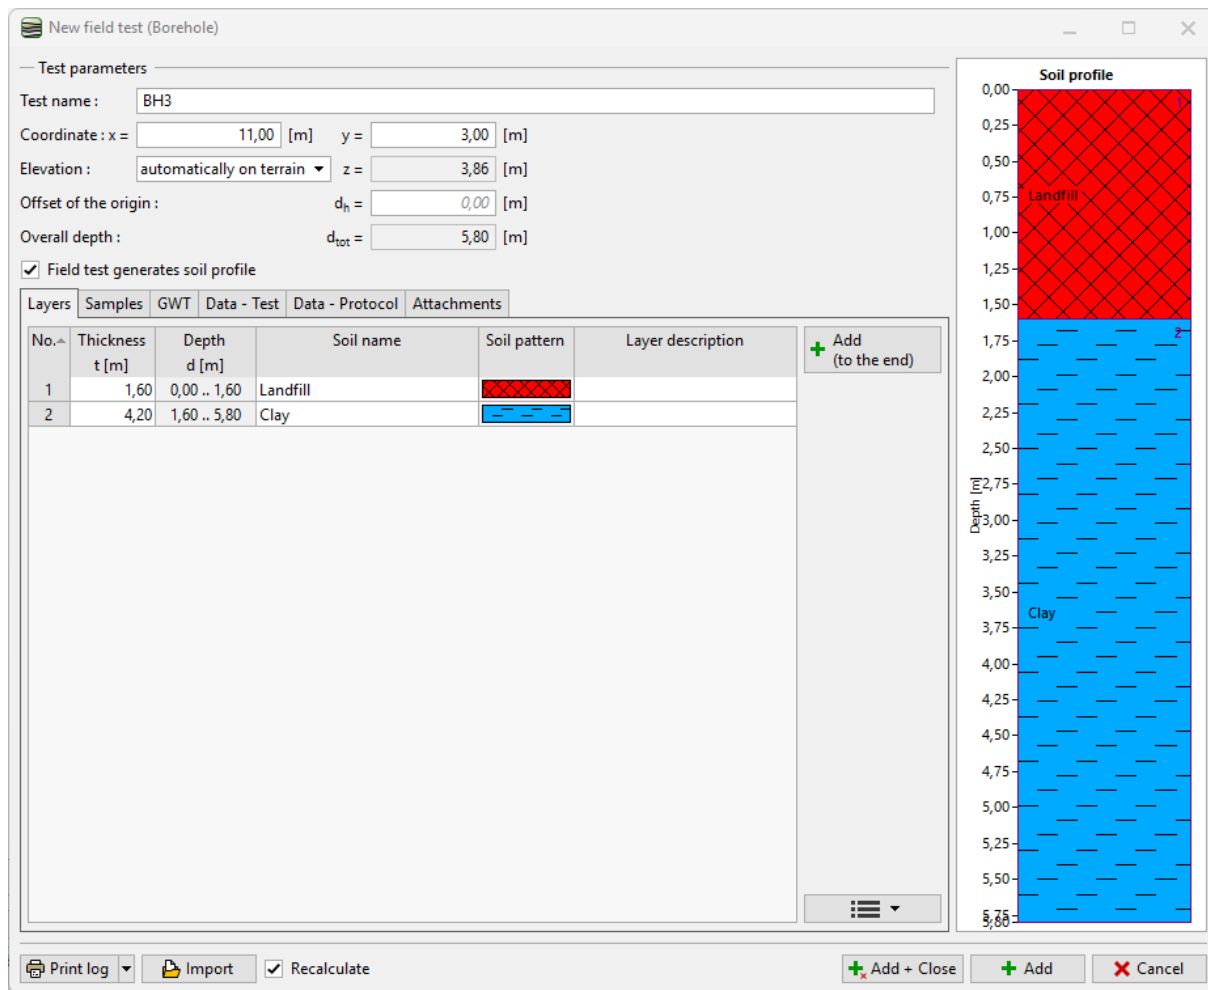 New field test (Borehole)
Test parameters
Test name :
BH3
Coordinate : x =
11,00
[m]
y =
3,00
[m]
Elevation :
automatically on terrain
z =
3,86
[m]
Offset of the origin :
dh =
0,00
[m]
Overall depth :
dtot =
5,80
[m]
Field test generates soil profile
Layers
Samples
GWT
Data - Test
Data - Protocol
Attachments
No.
Thickness
t [m]
Depth
d [m]
Soil name
Soil pattern
Layer description
1
1,60
0,00 .. 1,60
Landfill
2
4,20
1,60 .. 5,80
Clay
Add
(to the end)
Soil profile
0,00
0,25
0,50
0,75
1,00
1,25
1,50
1,75
2,00
2,25
2,50
2,75
3,00
3,25
3,50
3,75
4,00
4,25
4,50
4,75
5,00
5,25
5,50
5,75
5,80
Depth [m]
1
Landfill
2
Clay
Print log
Import
Recalculate
Add + Close
Add
Cancel